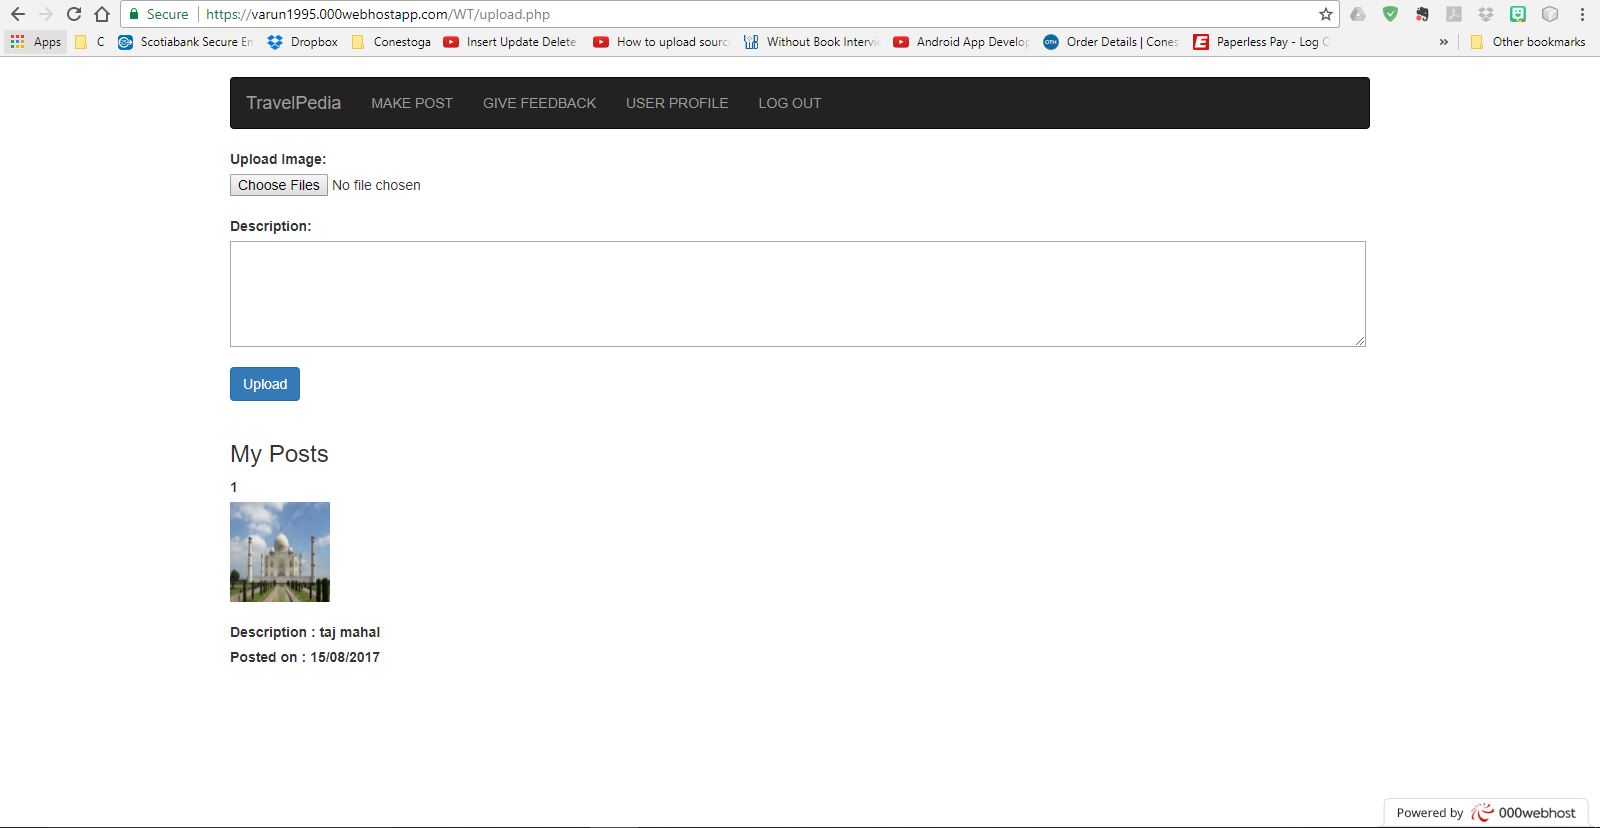 Secure https://varun1995.000webhostapp.com/WT/upload.php
Apps C Scotiabank Secure En Dropbox Conestoga Insert Update Delete How to upload sourc Without Book Intervie Android App Develop OTN Order Details | Cones Paperless Pay - Log O » Other bookmarks
TravelPedia MAKE POST GIVE FEEDBACK USER PROFILE LOG OUT
Upload Image:
Choose Files No file chosen
Description:
Upload
My Posts
1
Description : taj mahal
Posted on : 15/08/2017
Powered by 000webhost